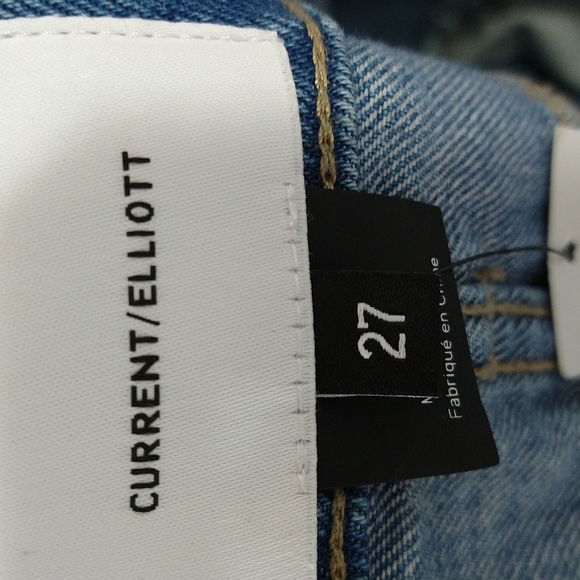 CURRENT/ELLIOTT
27
Fabriqué en